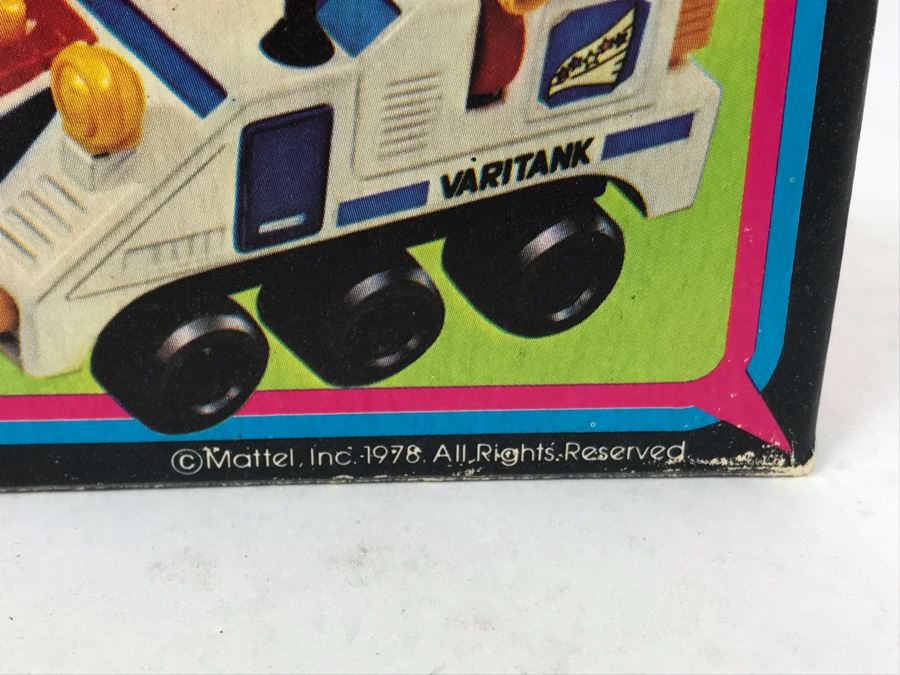 VARITANK
©Mattel, Inc. 1978 All Rights Reserved